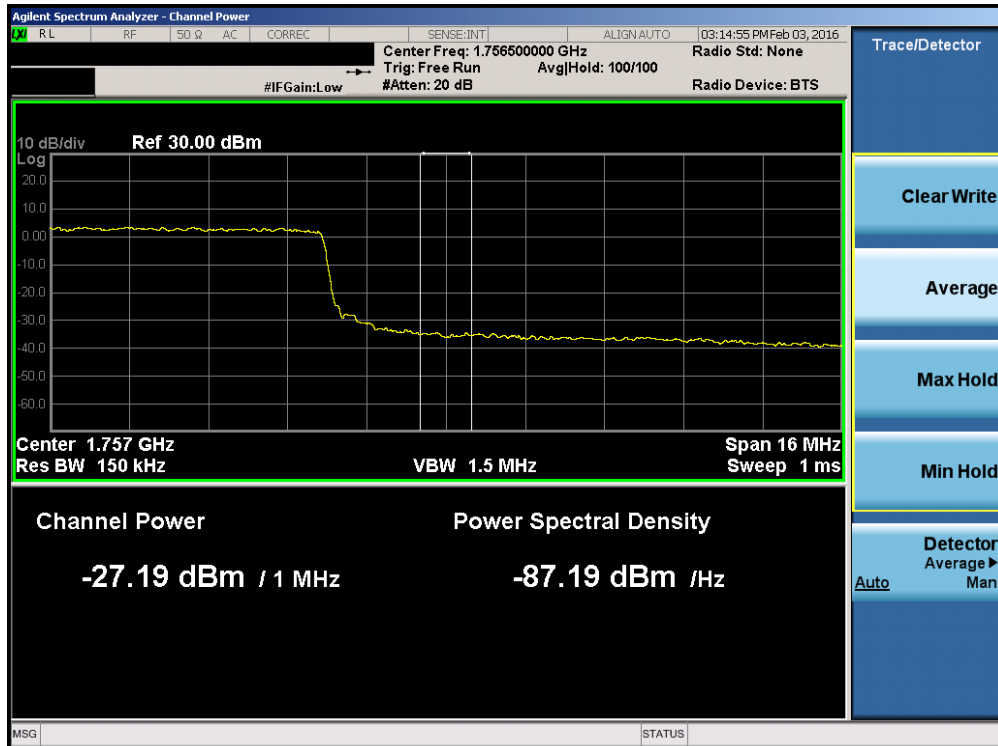 Agilent Spectrum Analyzer - Channel Power
LXI RL RF 50 Ω AC CORREC SENSE:INT ALIGN AUTO 03:14:55 PM Feb 03, 2016
Center Freq: 1.756500000 GHz Radio Std: None
Trig: Free Run Avg|Hold: 100/100
#IFGain:Low #Atten: 20 dB Radio Device: BTS
Trace/Detector
10 dB/div Ref 30.00 dBm
Log
20.0
10.0
0.00
-10.0
-20.0
-30.0
-40.0
-50.0
-60.0
Center 1.757 GHz Span 16 MHz
Res BW 150 kHz VBW 1.5 MHz Sweep 1 ms
Channel Power Power Spectral Density
-27.19 dBm / 1 MHz -87.19 dBm /Hz
Clear Write
Average
Max Hold
Min Hold
Detector
Average▶
Auto Man
MSG STATUS